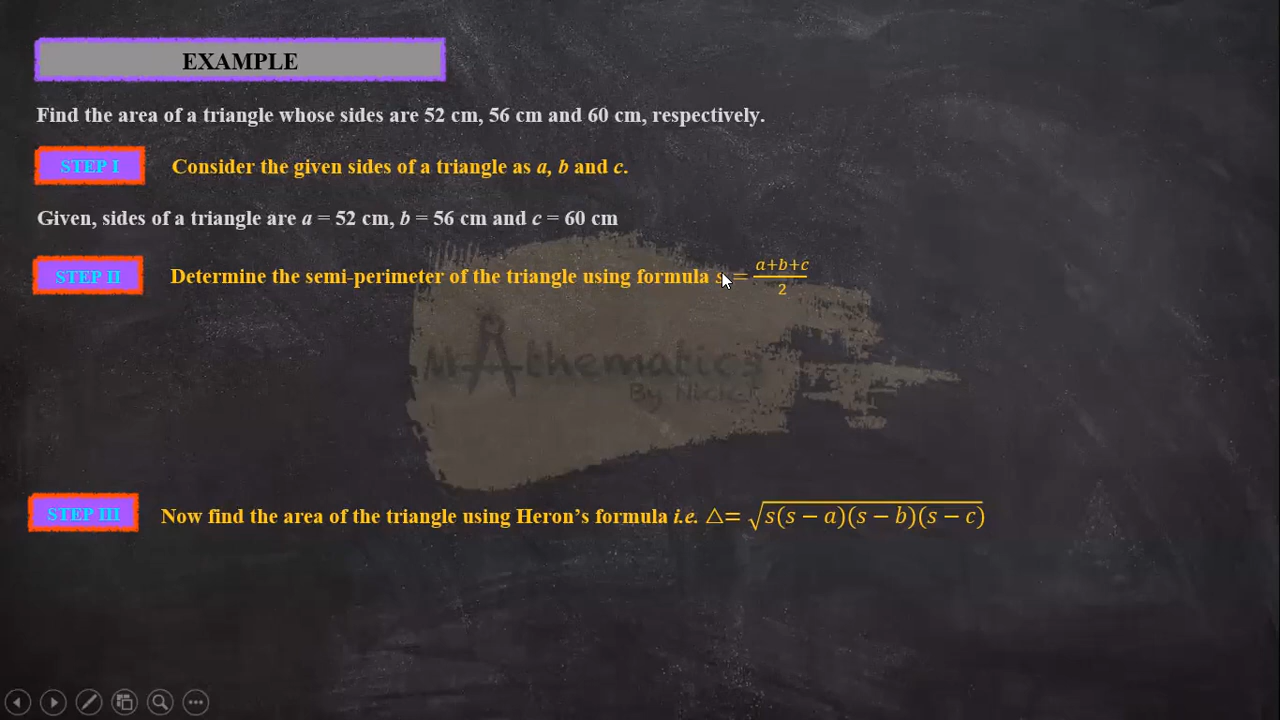 EXAMPLE
Find the area of a triangle whose sides are 52 cm, 56 cm and 60 cm, respectively.
STEP I Consider the given sides of a triangle as a, b and c.
Given, sides of a triangle are a = 52 cm, b = 56 cm and c = 60 cm
STEP II Determine the semi-perimeter of the triangle using formula s = (a+b+c)/2
Mathematics
By
STEP III Now find the area of the triangle using Heron's formula i.e. △= √s(s − a)(s − b)(s − c)